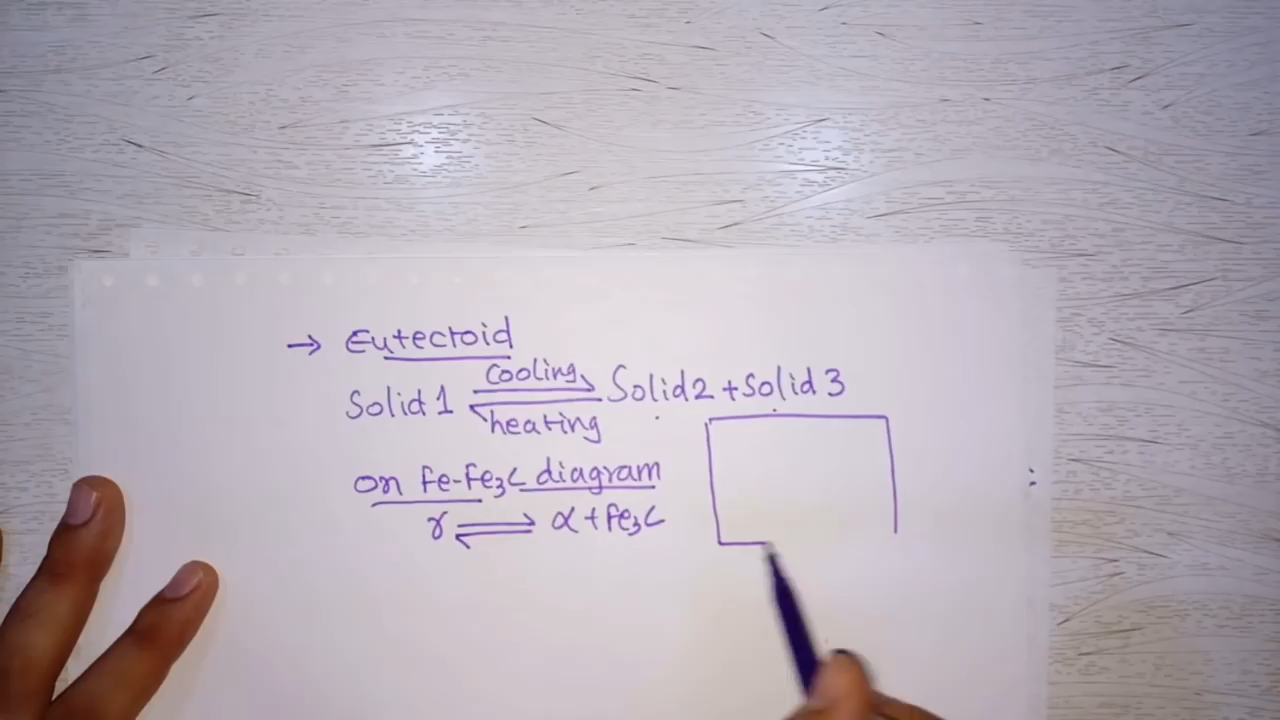 → Eutectoid
Solid 1 ⇌ Solid 2 + Solid 3
cooling
heating
on Fe-Fe₃C diagram
γ ⇌ α + Fe₃C